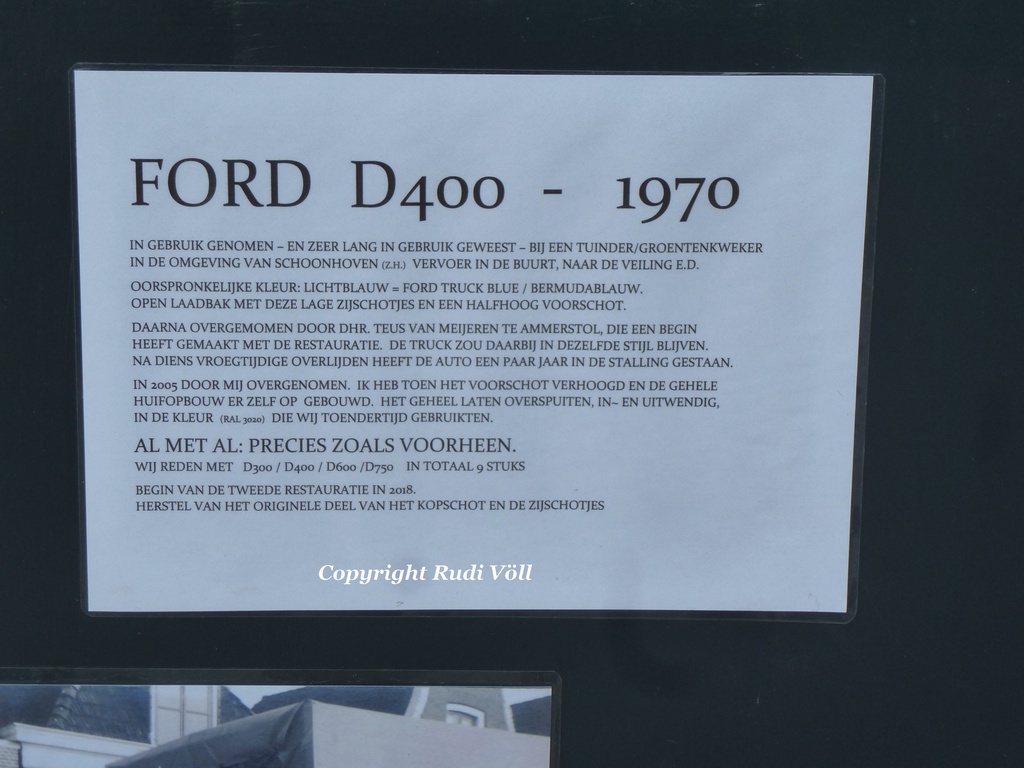 FORD D400 - 1970
IN GEBRUIK GENOMEN – EN ZEER LANG IN GEBRUIK GEWEEST – BIJ EEN TUINDER/GROENTENKWEKER
IN DE OMGEVING VAN SCHOONHOVEN (Z.H.) VERVOER IN DE BUURT, NAAR DE VEILING E.D.
OORSPRONKELIJKE KLEUR: LICHTBLAUW = FORD TRUCK BLUE / BERMUDABLAUW.
OPEN LAADBAK MET DEZE LAGE ZIJSCHOTJES EN EEN HALFHOOG VOORSCHOT.
DAARNA OVERGEMOMEN DOOR DHR. TEUS VAN MEIJEREN TE AMMERSTOL, DIE EEN BEGIN
HEEFT GEMAAKT MET DE RESTAURATIE. DE TRUCK ZOU DAARBIJ IN DEZELFDE STIJL BLIJVEN.
NA DIENS VROEGTIJDIGE OVERLIJDEN HEEFT DE AUTO EEN PAAR JAAR IN DE STALLING GESTAAN.
IN 2005 DOOR MIJ OVERGENOMEN. IK HEB TOEN HET VOORSCHOT VERHOOGD EN DE GEHELE
HUIFOPBOUW ER ZELF OP GEBOUWD. HET GEHEEL LATEN OVERSPUITEN, IN– EN UITWENDIG,
IN DE KLEUR (RAL 3020) DIE WIJ TOENDERTIJD GEBRUIKTEN.
AL MET AL: PRECIES ZOALS VOORHEEN.
WIJ REDEN MET D300 / D400 / D600 /D750 IN TOTAAL 9 STUKS
BEGIN VAN DE TWEEDE RESTAURATIE IN 2018.
HERSTEL VAN HET ORIGINELE DEEL VAN HET KOPSCHOT EN DE ZIJSCHOTJES
Copyright Rudi Völl